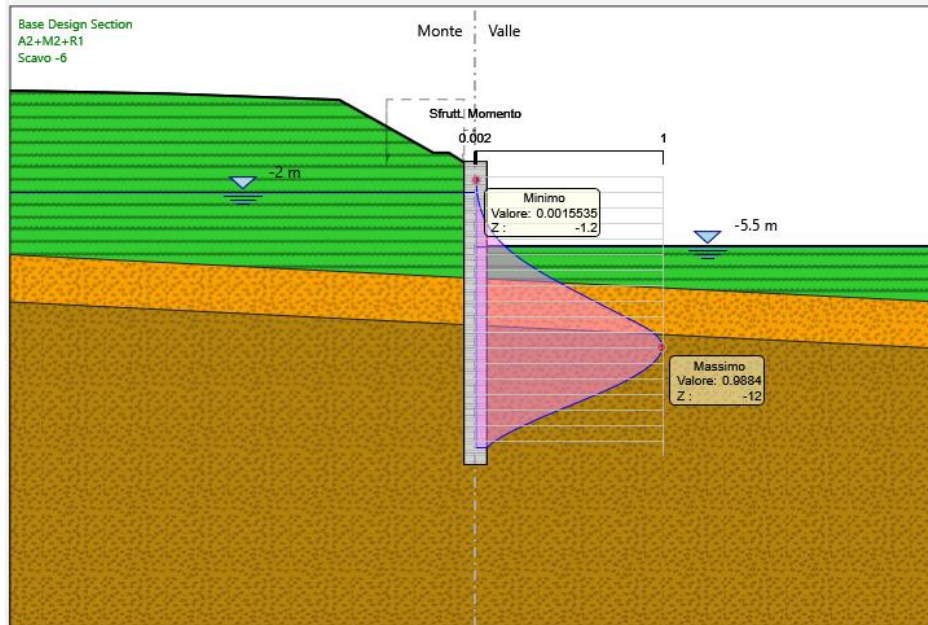 Base Design Section
A2+M2+R1
Scavo -6
Monte
Valle
Sfrutt. Momento
0.002
1
-2 m
Minimo
Valore: 0.0015535
Z : -1.2
-5.5 m
Massimo
Valore: 0.9884
Z : -12